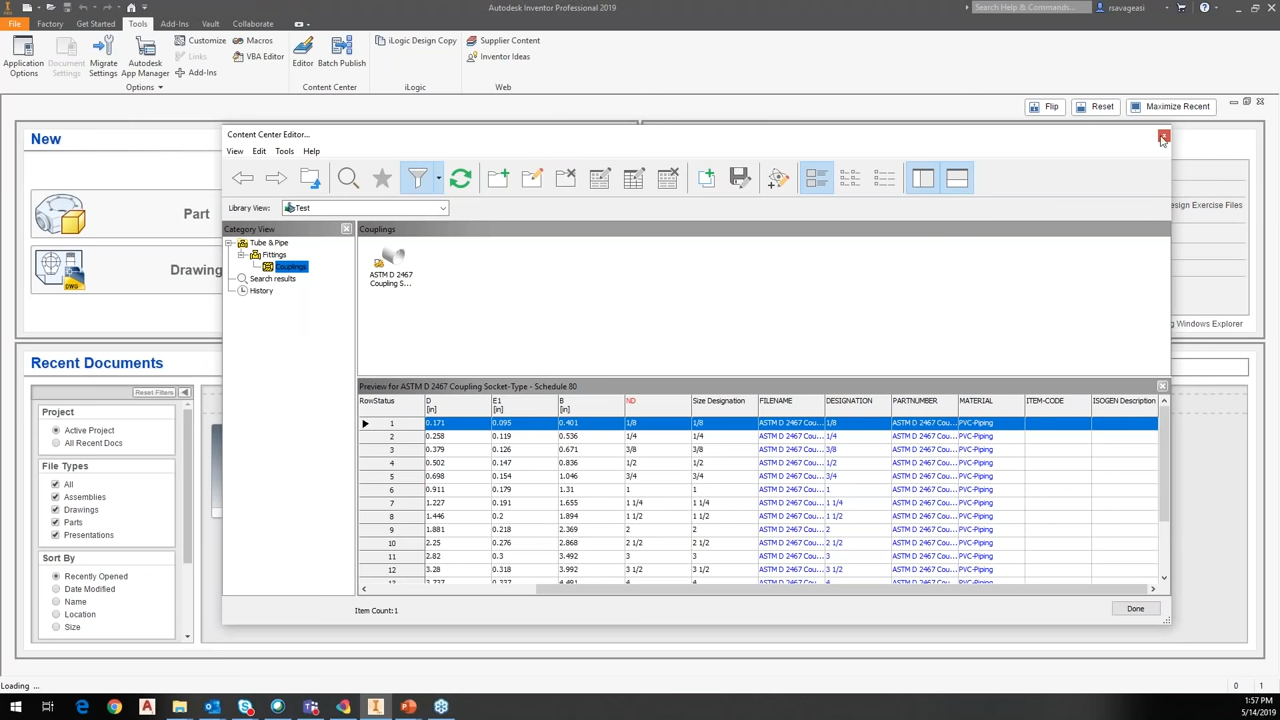 Autodesk Inventor Professional 2019
Search Help & Commands...
rsavageasi
File Factory Get Started Tools Add-Ins Vault Collaborate
Application Options
Document Settings
Migrate Settings
Autodesk App Manager
Customize
Links
Add-Ins
Macros
VBA Editor
Editor
Batch Publish
iLogic Design Copy
Supplier Content
Inventor Ideas
Options
Content Center
iLogic
Web
Flip
Reset
Maximize Recent
New
Part
Drawing
esign Exercise Files
g Windows Explorer
Content Center Editor...
View Edit Tools Help
Library View: Test
Category View
Tube & Pipe
Fittings
Couplings
Search results
History
Couplings
ASTM D 2467
Coupling S...
Preview for ASTM D 2467 Coupling Socket-Type - Schedule 80
RowStatus D [in] E1 [in] B [in] ND Size Designation FILENAME DESIGNATION PARTNUMBER MATERIAL ITEM-CODE ISOGEN Description
1 0.171 0.095 0.401 1/8 1/8 ASTM D 2467 Cou... 1/8 ASTM D 2467 Cou... PVC-Piping
2 0.258 0.119 0.536 1/4 1/4 ASTM D 2467 Cou... 1/4 ASTM D 2467 Cou... PVC-Piping
3 0.379 0.126 0.671 3/8 3/8 ASTM D 2467 Cou... 3/8 ASTM D 2467 Cou... PVC-Piping
4 0.502 0.147 0.836 1/2 1/2 ASTM D 2467 Cou... 1/2 ASTM D 2467 Cou... PVC-Piping
5 0.698 0.154 1.046 3/4 3/4 ASTM D 2467 Cou... 3/4 ASTM D 2467 Cou... PVC-Piping
6 0.911 0.179 1.31 1 1 ASTM D 2467 Cou... 1 ASTM D 2467 Cou... PVC-Piping
7 1.227 0.191 1.655 1 1/4 1 1/4 ASTM D 2467 Cou... 1 1/4 ASTM D 2467 Cou... PVC-Piping
8 1.446 0.2 1.894 1 1/2 1 1/2 ASTM D 2467 Cou... 1 1/2 ASTM D 2467 Cou... PVC-Piping
9 1.881 0.218 2.369 2 2 ASTM D 2467 Cou... 2 ASTM D 2467 Cou... PVC-Piping
10 2.25 0.276 2.868 2 1/2 2 1/2 ASTM D 2467 Cou... 2 1/2 ASTM D 2467 Cou... PVC-Piping
11 2.82 0.3 3.492 3 3 ASTM D 2467 Cou... 3 ASTM D 2467 Cou... PVC-Piping
12 3.28 0.318 3.992 3 1/2 3 1/2 ASTM D 2467 Cou... 3 1/2 ASTM D 2467 Cou... PVC-Piping
Item Count:1
Done
Recent Documents
Reset Filters
Project
Active Project
All Recent Docs
File Types
All
Assemblies
Drawings
Parts
Presentations
Sort By
Recently Opened
Date Modified
Name
Location
Size
Loading ...
0 1
1:57 PM
5/14/2019